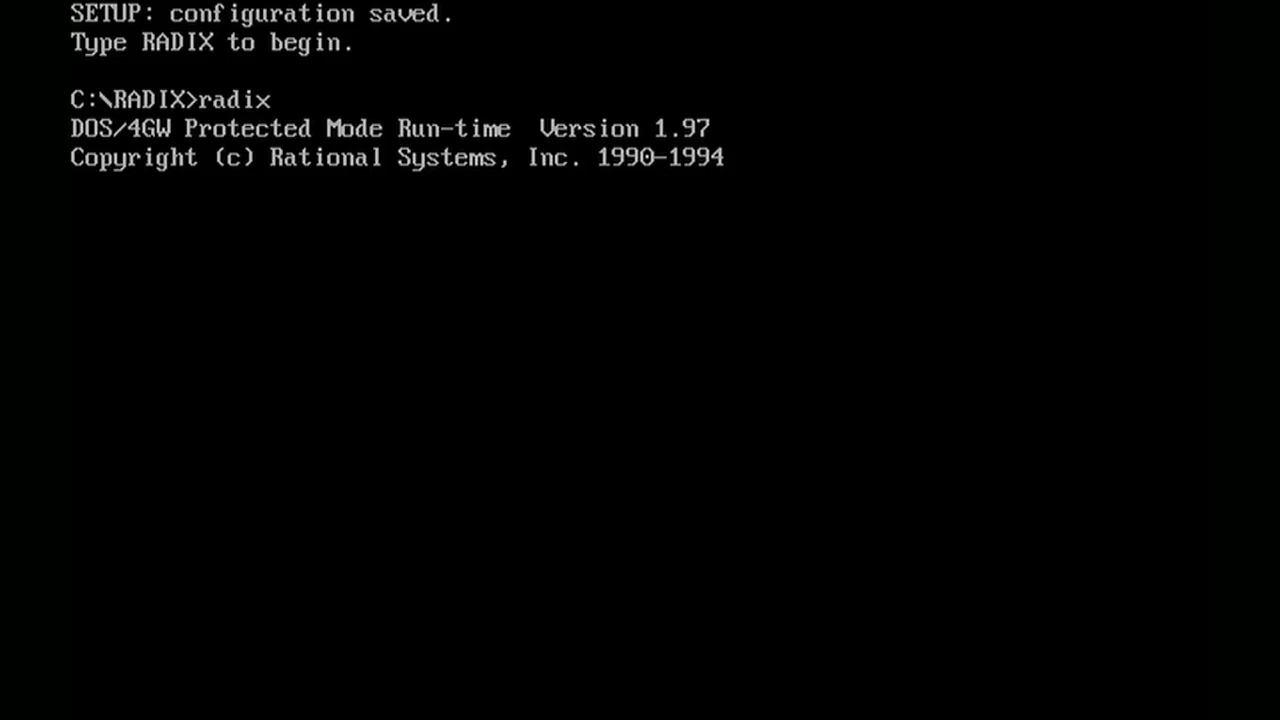 SETUP: configuration saved.
Type RADIX to begin.
C:\RADIX>radix
DOS/4GW Protected Mode Run-time  Version 1.97
Copyright (c) Rational Systems, Inc. 1990-1994